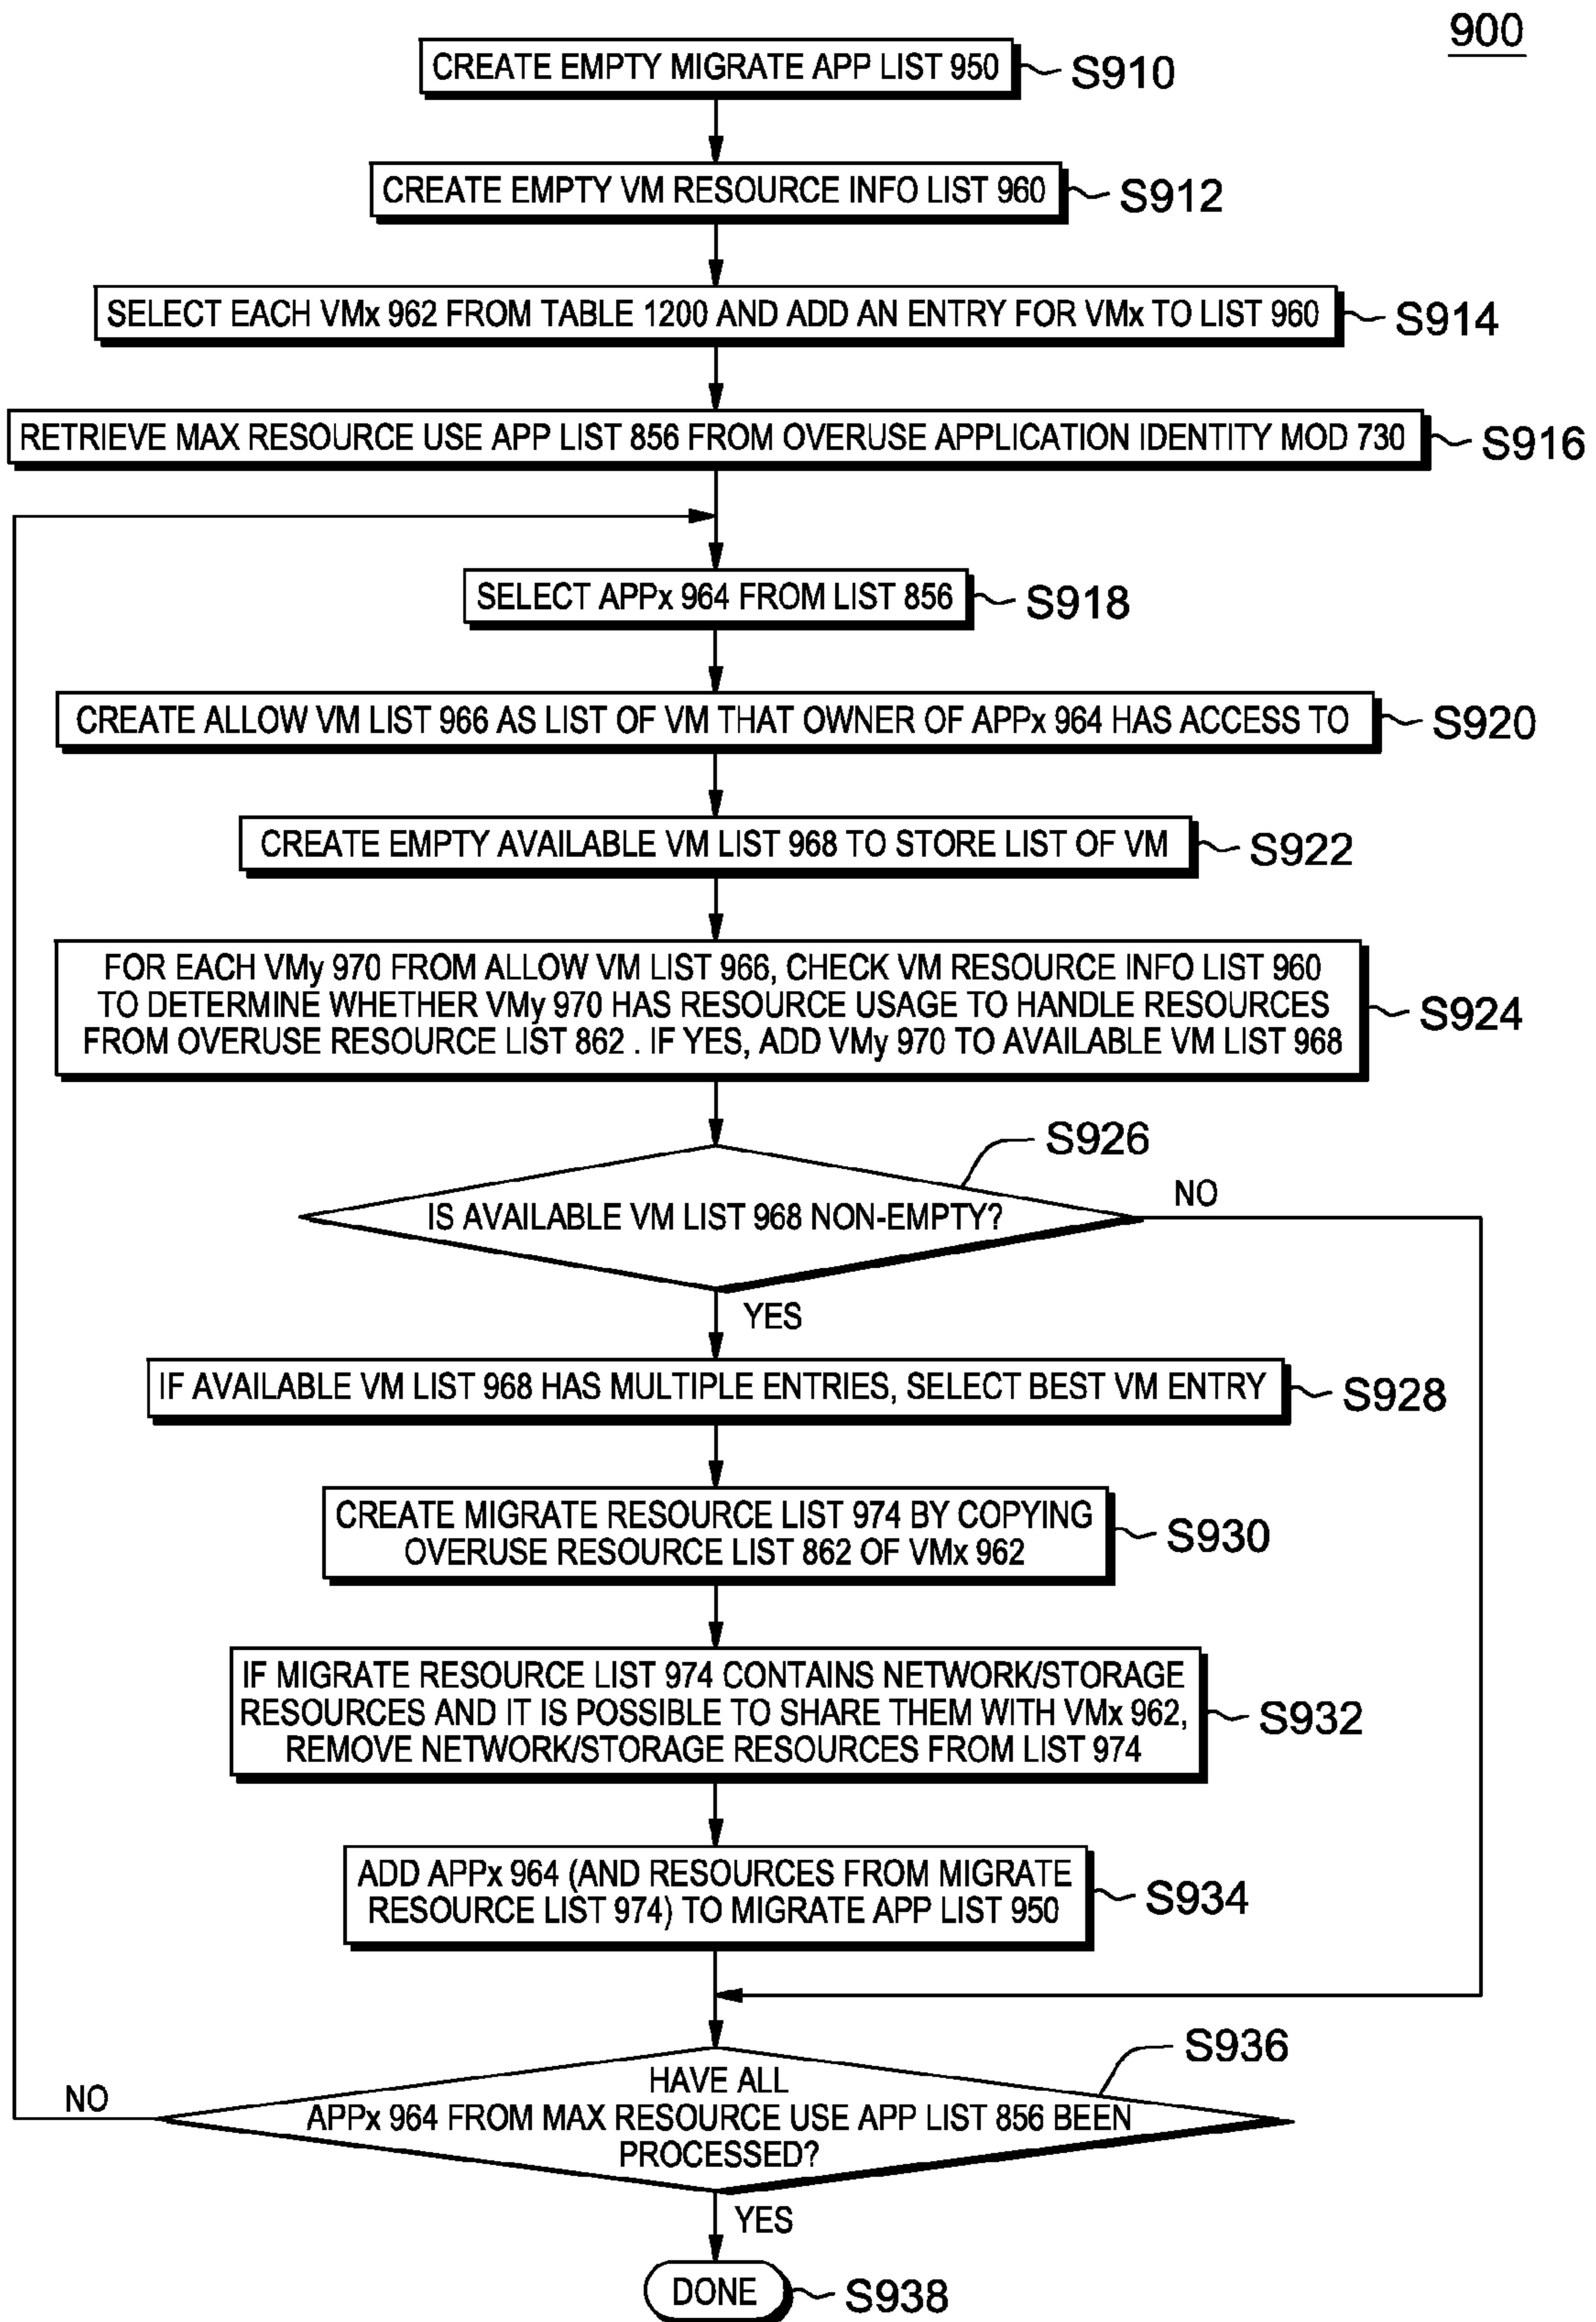 900
CREATE EMPTY MIGRATE APP LIST 950
S910
CREATE EMPTY VM RESOURCE INFO LIST 960
S912
SELECT EACH VMx 962 FROM TABLE 1200 AND ADD AN ENTRY FOR VMx TO LIST 960
S914
RETRIEVE MAX RESOURCE USE APP LIST 856 FROM OVERUSE APPLICATION IDENTITY MOD 730
S916
SELECT APPx 964 FROM LIST 856
S918
CREATE ALLOW VM LIST 966 AS LIST OF VM THAT OWNER OF APPx 964 HAS ACCESS TO
S920
CREATE EMPTY AVAILABLE VM LIST 968 TO STORE LIST OF VM
S922
FOR EACH VMy 970 FROM ALLOW VM LIST 966, CHECK VM RESOURCE INFO LIST 960
TO DETERMINE WHETHER VMy 970 HAS RESOURCE USAGE TO HANDLE RESOURCES
FROM OVERUSE RESOURCE LIST 862 . IF YES, ADD VMy 970 TO AVAILABLE VM LIST 968
S924
S926
IS AVAILABLE VM LIST 968 NON-EMPTY?
NO
YES
IF AVAILABLE VM LIST 968 HAS MULTIPLE ENTRIES, SELECT BEST VM ENTRY
S928
CREATE MIGRATE RESOURCE LIST 974 BY COPYING
OVERUSE RESOURCE LIST 862 OF VMx 962
S930
IF MIGRATE RESOURCE LIST 974 CONTAINS NETWORK/STORAGE
RESOURCES AND IT IS POSSIBLE TO SHARE THEM WITH VMx 962,
REMOVE NETWORK/STORAGE RESOURCES FROM LIST 974
S932
ADD APPx 964 (AND RESOURCES FROM MIGRATE
RESOURCE LIST 974) TO MIGRATE APP LIST 950
S934
S936
HAVE ALL
APPx 964 FROM MAX RESOURCE USE APP LIST 856 BEEN
PROCESSED?
NO
YES
DONE
S938